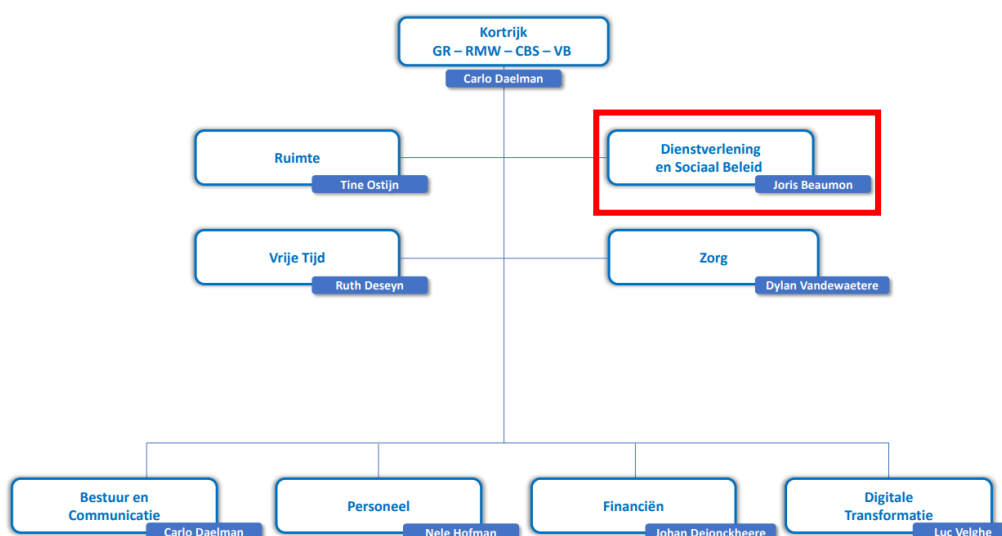 Kortrijk
GR – RMW – CBS – VB
Carlo Daelman
Ruimte
Tine Ostijn
Dienstverlening
en Sociaal Beleid
Joris Beaumon
Vrije Tijd
Ruth Deseyn
Zorg
Dylan Vandewaetere
Bestuur en
Communicatie
Carlo Daelman
Personeel
Nele Hofman
Financiën
Johan Dejonckheere
Digitale
Transformatie
Luc Velghe